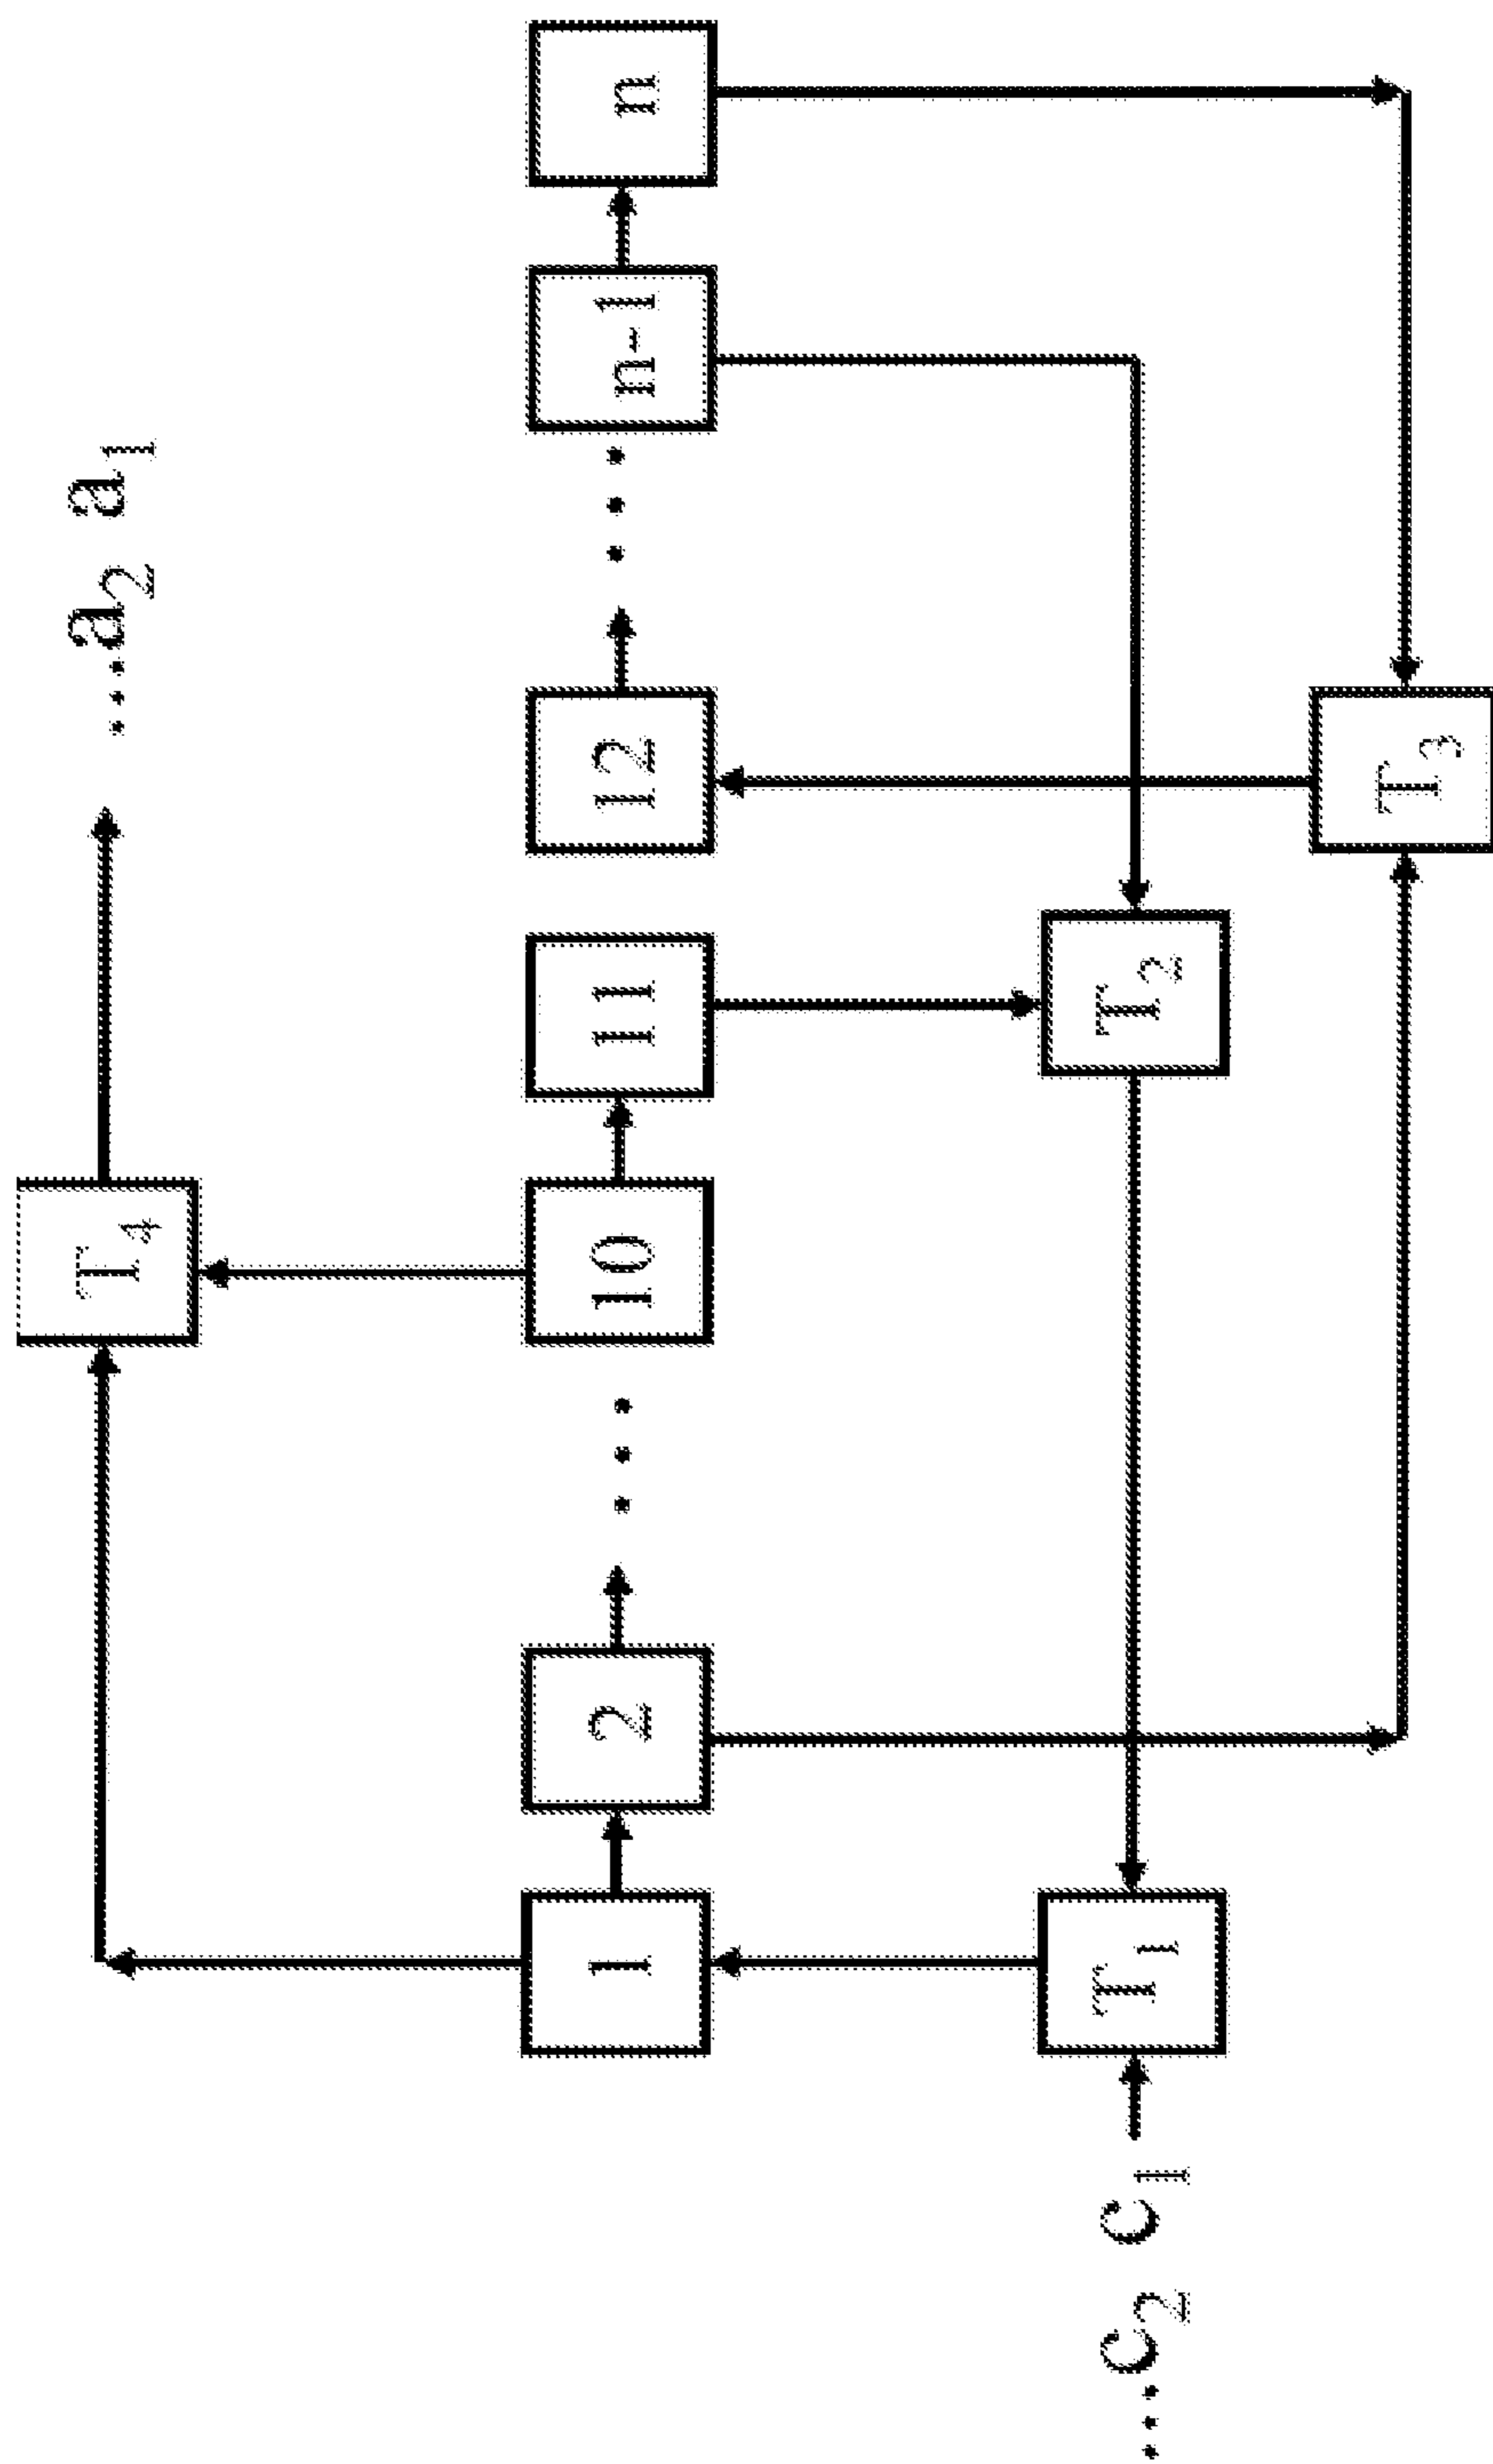 ... a₂ a₁
T₄
1
2
...
10
11
12
...
n-1
n
T₁
T₂
T₃
... c₂ c₁